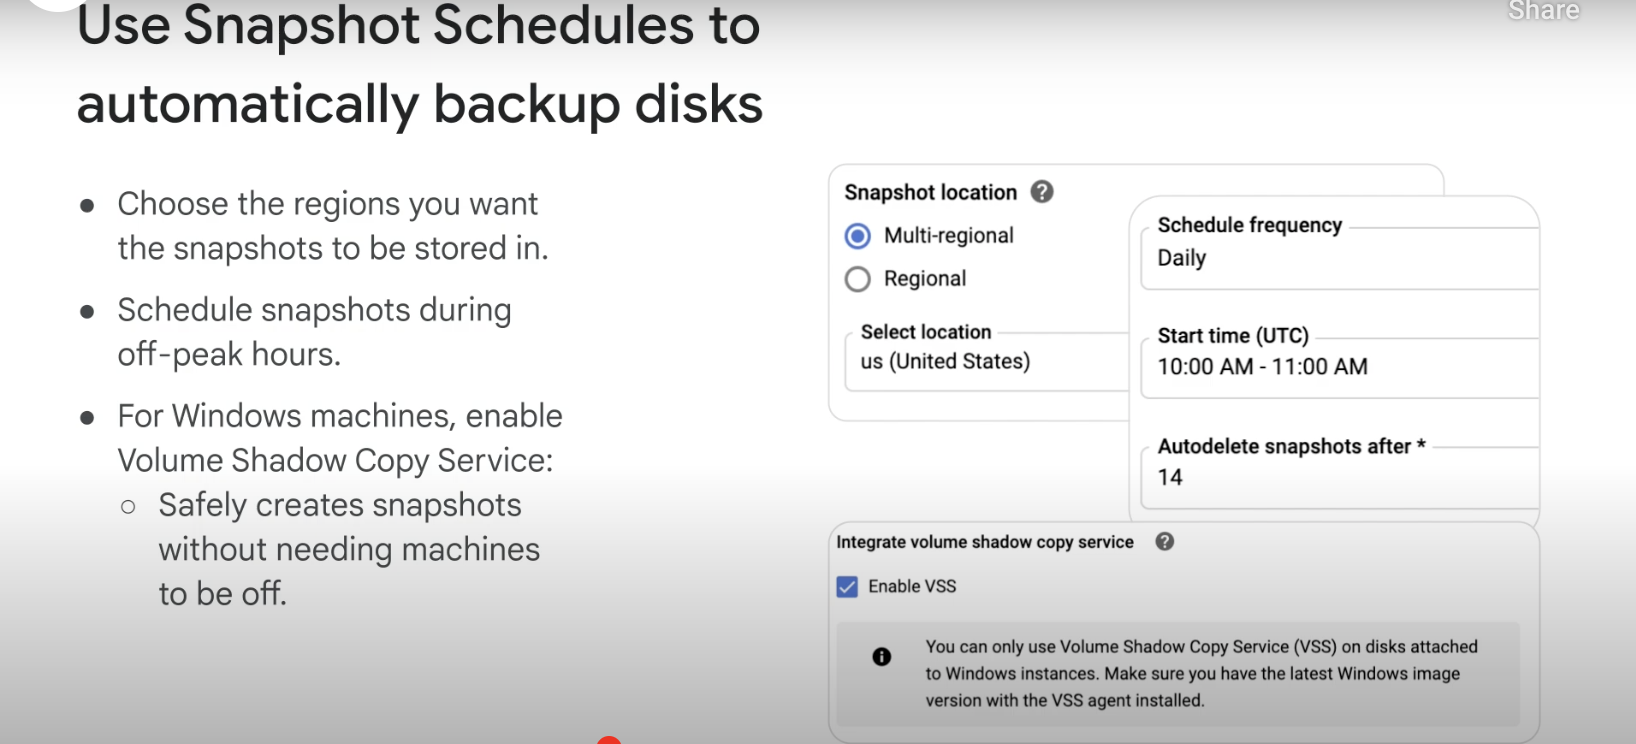 Share
Use Snapshot Schedules to
automatically backup disks
● Choose the regions you want
the snapshots to be stored in.
● Schedule snapshots during
off-peak hours.
● For Windows machines, enable
Volume Shadow Copy Service:
○ Safely creates snapshots
without needing machines
to be off.
Snapshot location ?
Multi-regional
Regional
Select location
us (United States)
Schedule frequency
Daily
Start time (UTC)
10:00 AM - 11:00 AM
Autodelete snapshots after *
14
Integrate volume shadow copy service ?
Enable VSS
You can only use Volume Shadow Copy Service (VSS) on disks attached
to Windows instances. Make sure you have the latest Windows image
version with the VSS agent installed.